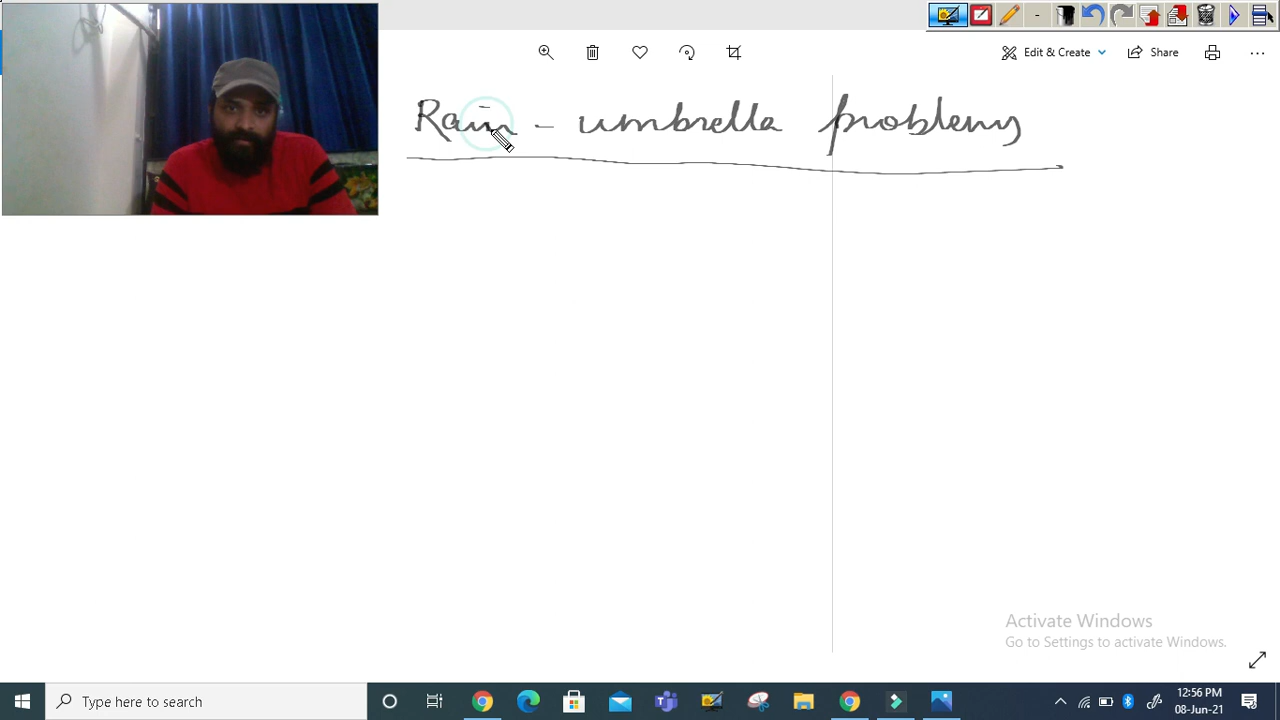 Edit & Create
Share
Rain - umbrella problems
Activate Windows
Go to Settings to activate Windows.
Type here to search
12:56 PM
08-Jun-21